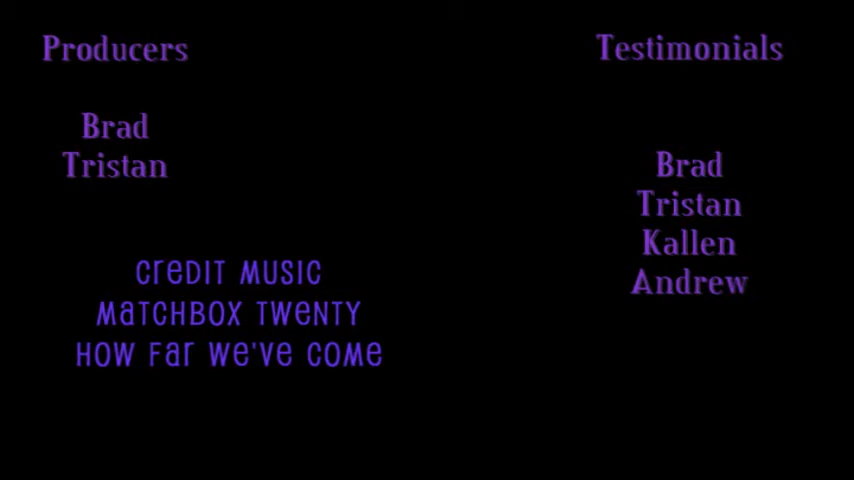 Producers
Brad
Tristan
Testimonials
Brad
Tristan
Kallen
Andrew
CreDIT MUSIC
MaTCHBOX TWeNTY
HOW Far We'Ve COMe